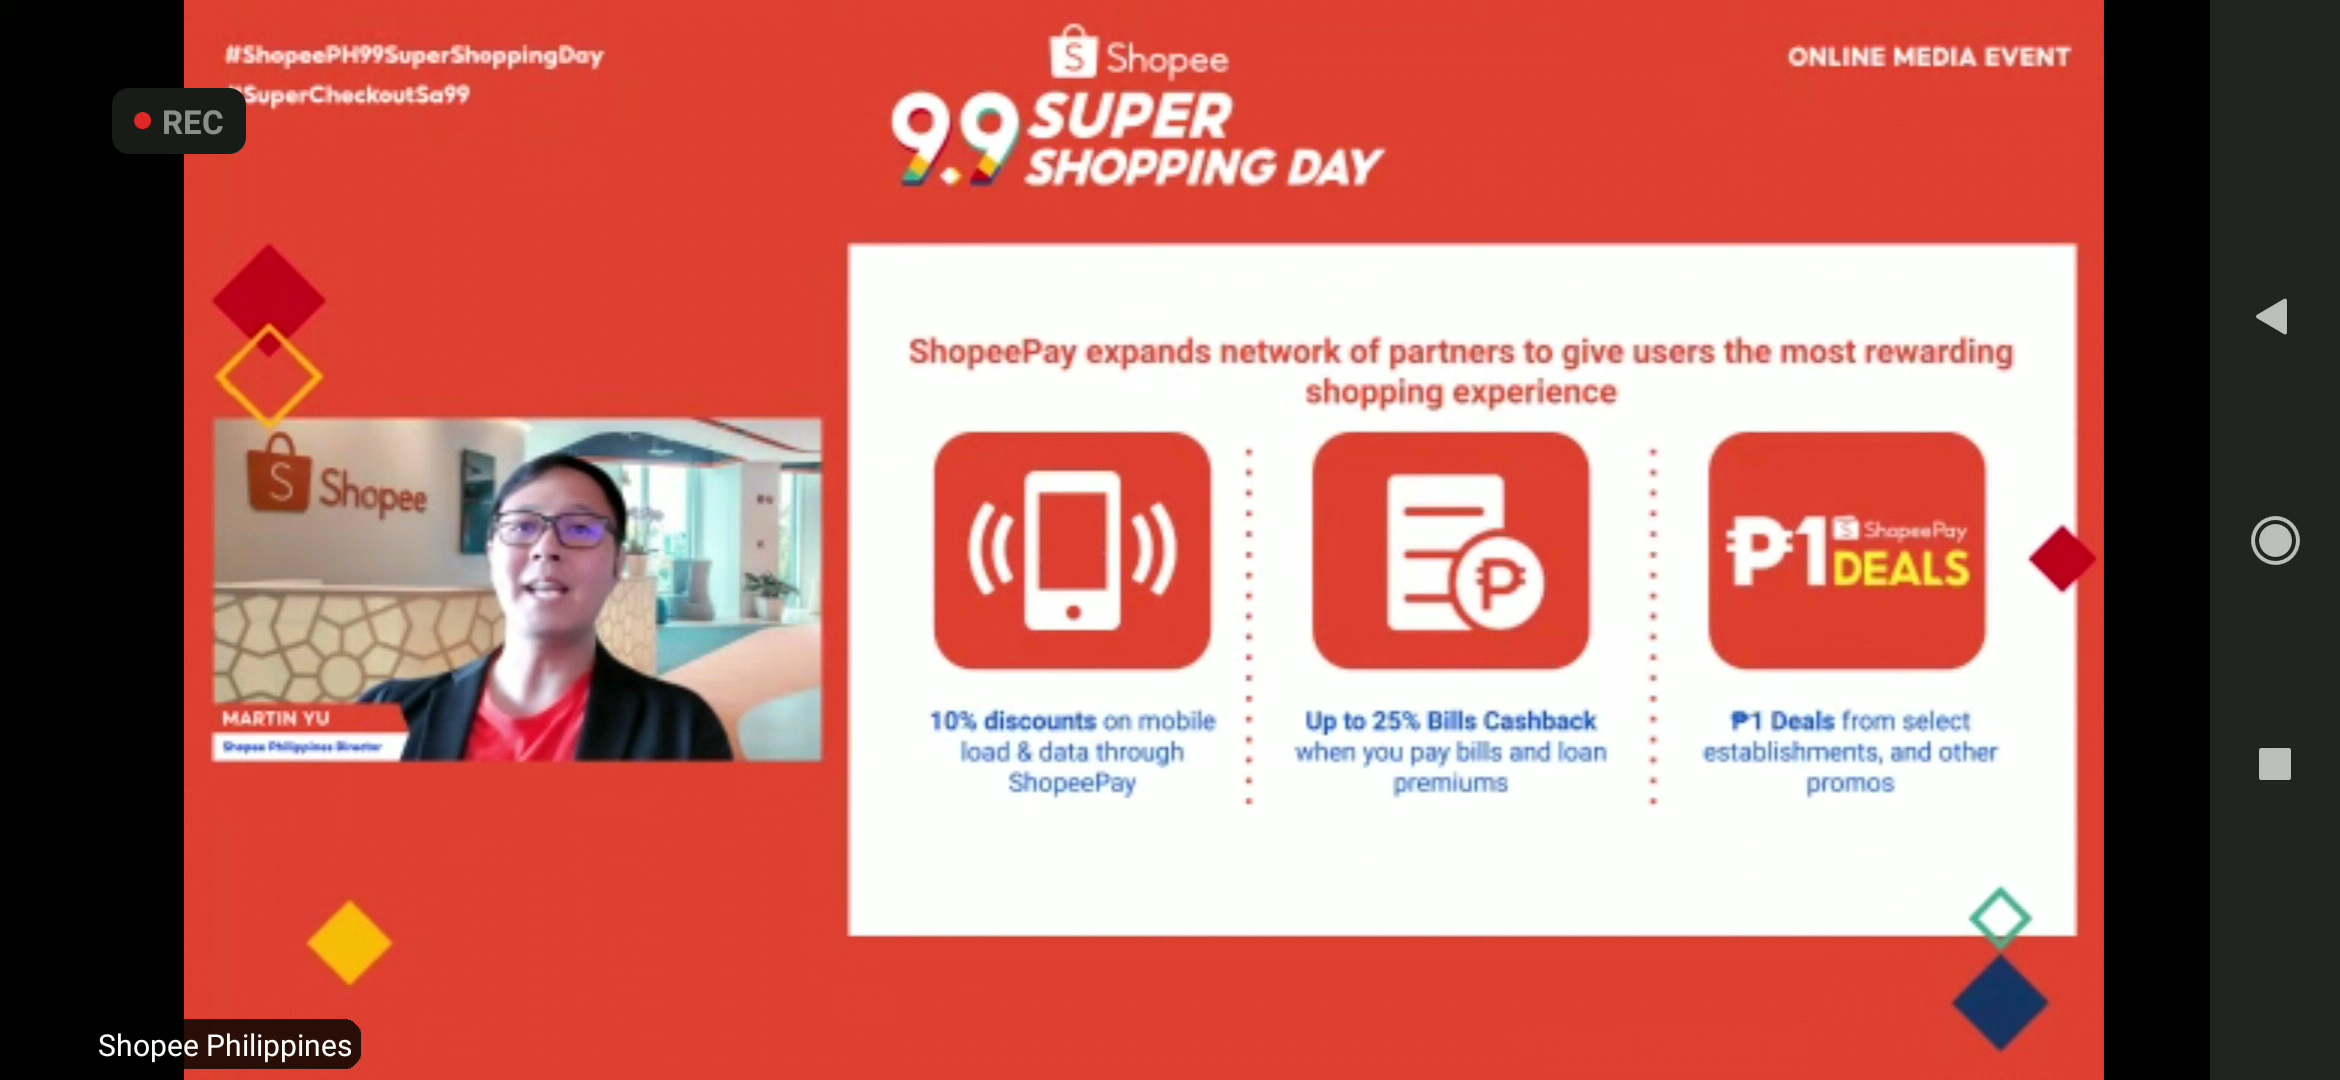 #ShopeePH99SuperShoppingDay
#SuperCheckoutSa99
REC
Shopee
9.9 SUPER
SHOPPING DAY
ONLINE MEDIA EVENT
Shopee
MARTIN YU
Shopee Philippines Director
ShopeePay expands network of partners to give users the most rewarding
shopping experience
₱1 ShopeePay
DEALS
10% discounts on mobile
load & data through
ShopeePay
Up to 25% Bills Cashback
when you pay bills and loan
premiums
₱1 Deals from select
establishments, and other
promos
Shopee Philippines